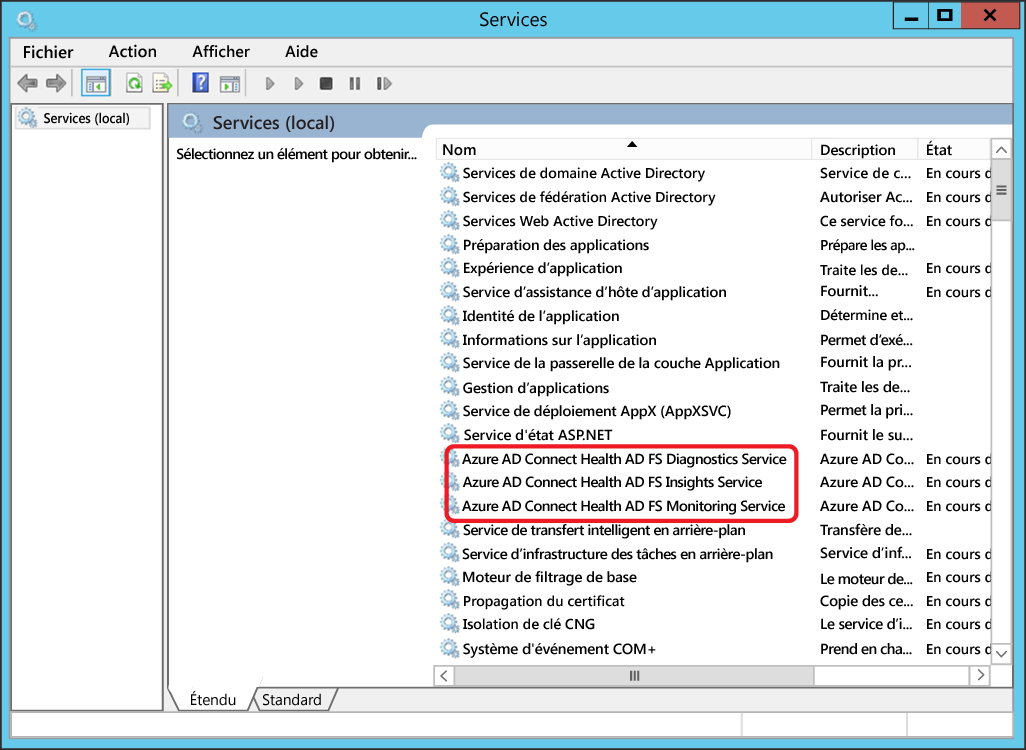 Services
Fichier Action Afficher Aide
Services (local)
Services (local)
Sélectionnez un élément pour obtenir...
Nom Description État
Services de domaine Active Directory Service de c... En cours d
Services de fédération Active Directory Autoriser Ac... En cours d
Services Web Active Directory Ce service fo... En cours d
Préparation des applications Prépare les ap...
Expérience d'application Traite les de... En cours d
Service d'assistance d'hôte d'application Fournit... En cours d
Identité de l'application Détermine et...
Informations sur l'application Permet d'exé...
Service de la passerelle de la couche Application Fournit la pr...
Gestion d'applications Traite les de...
Service de déploiement AppX (AppXSVC) Permet la pri...
Service d'état ASP.NET Fournit le su...
Azure AD Connect Health AD FS Diagnostics Service Azure AD Co... En cours d
Azure AD Connect Health AD FS Insights Service Azure AD Co... En cours d
Azure AD Connect Health AD FS Monitoring Service Azure AD Co... En cours d
Service de transfert intelligent en arrière-plan Transfère de...
Service d'infrastructure des tâches en arrière-plan Service d'inf... En cours d
Moteur de filtrage de base Le moteur de... En cours d
Propagation du certificat Copie des ce... En cours d
Isolation de clé CNG Le service d'i... En cours d
Système d'événement COM+ Prend en cha... En cours d
Étendu Standard